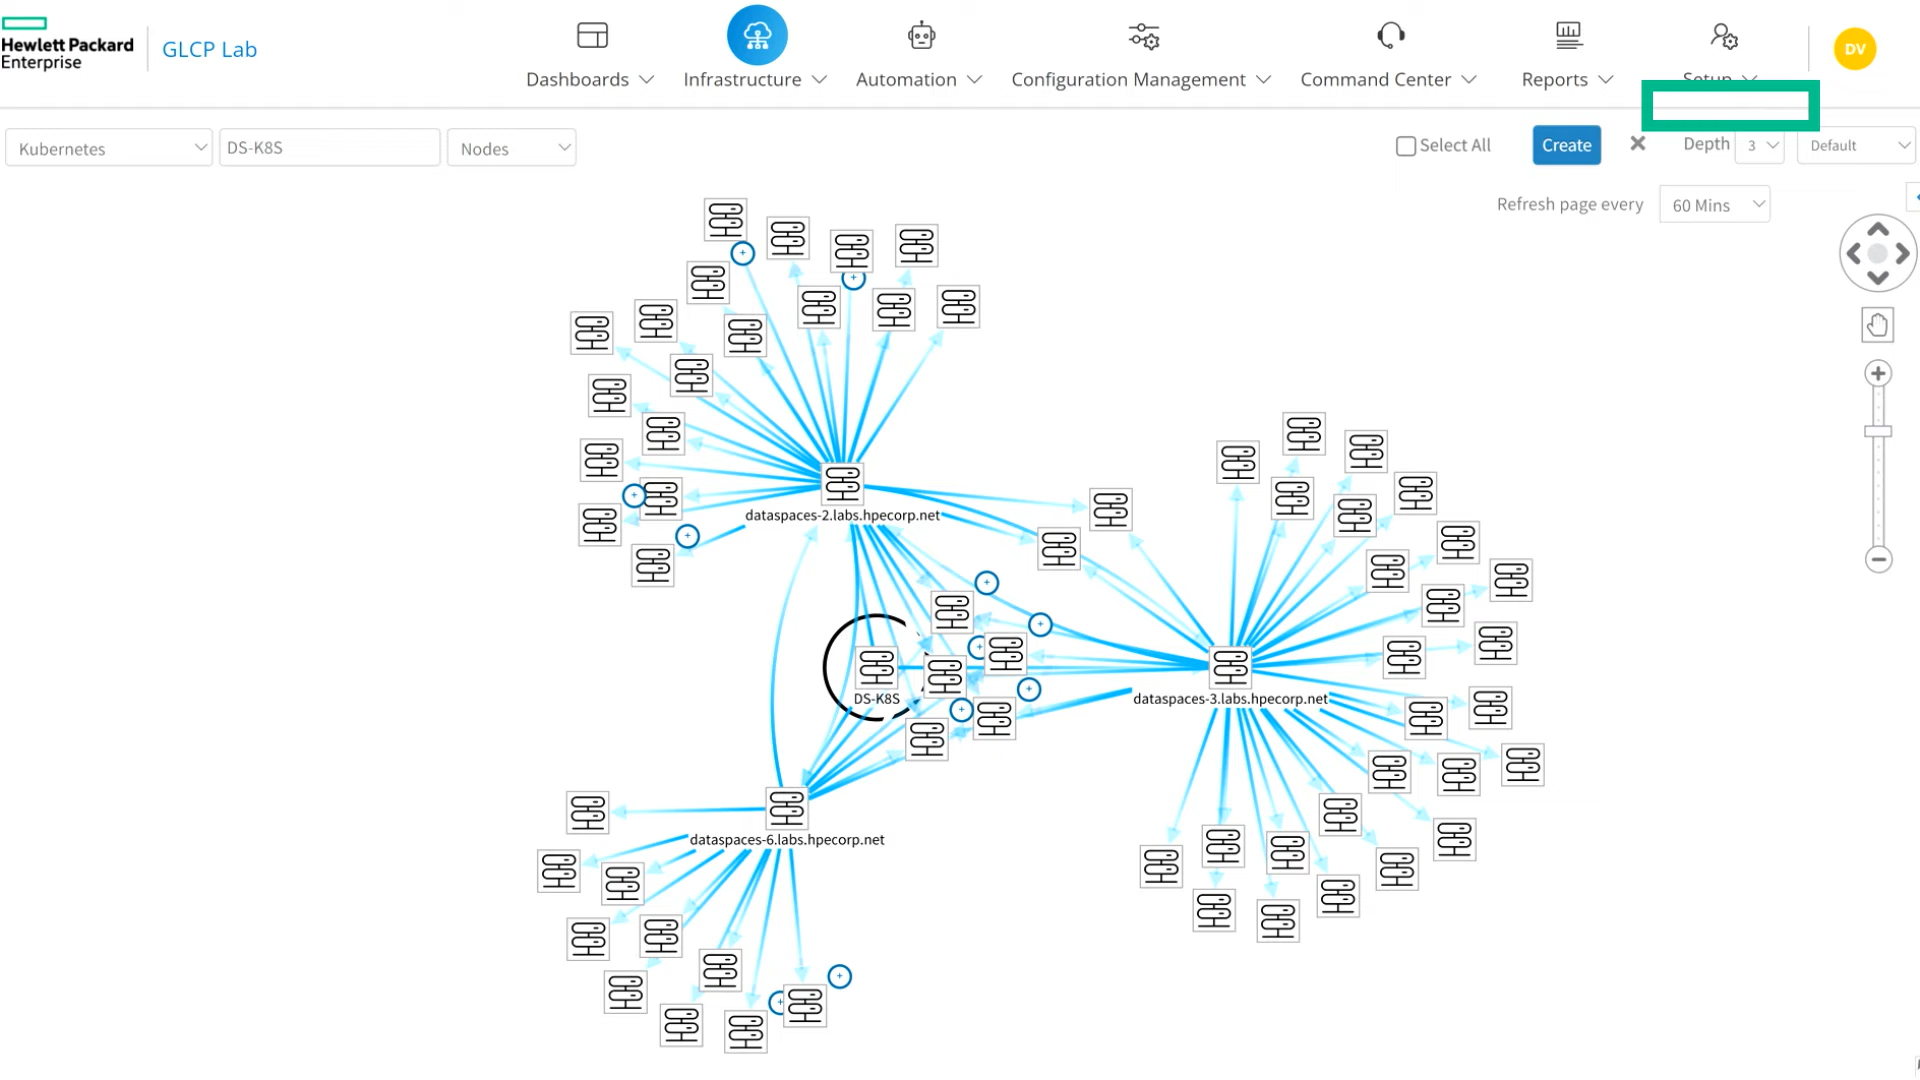 Hewlett Packard
Enterprise
GLCP Lab
Dashboards
Infrastructure
Automation
Configuration Management
Command Center
Reports
Setup
DV
Kubernetes
DS-K8S
Nodes
Select All
Create
Depth
3
Default
Refresh page every
60 Mins
dataspaces-2.labs.hpecorp.net
DS-K8S
dataspaces-3.labs.hpecorp.net
dataspaces-6.labs.hpecorp.net